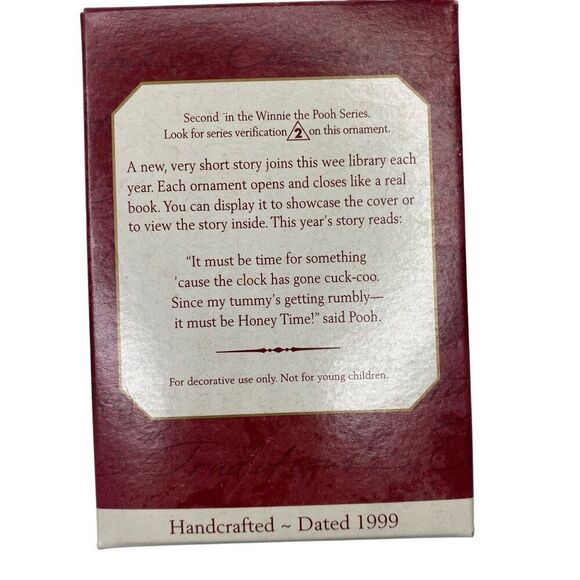 Second in the Winnie the Pooh Series.
Look for series verification 2 on this ornament.
A new, very short story joins this wee library each
year. Each ornament opens and closes like a real
book. You can display it to showcase the cover or
to view the story inside. This year's story reads:
“It must be time for something
’cause the clock has gone cuck-coo.
Since my tummy's getting rumbly—
it must be Honey Time!” said Pooh.
For decorative use only. Not for young children.
Handcrafted ~ Dated 1999